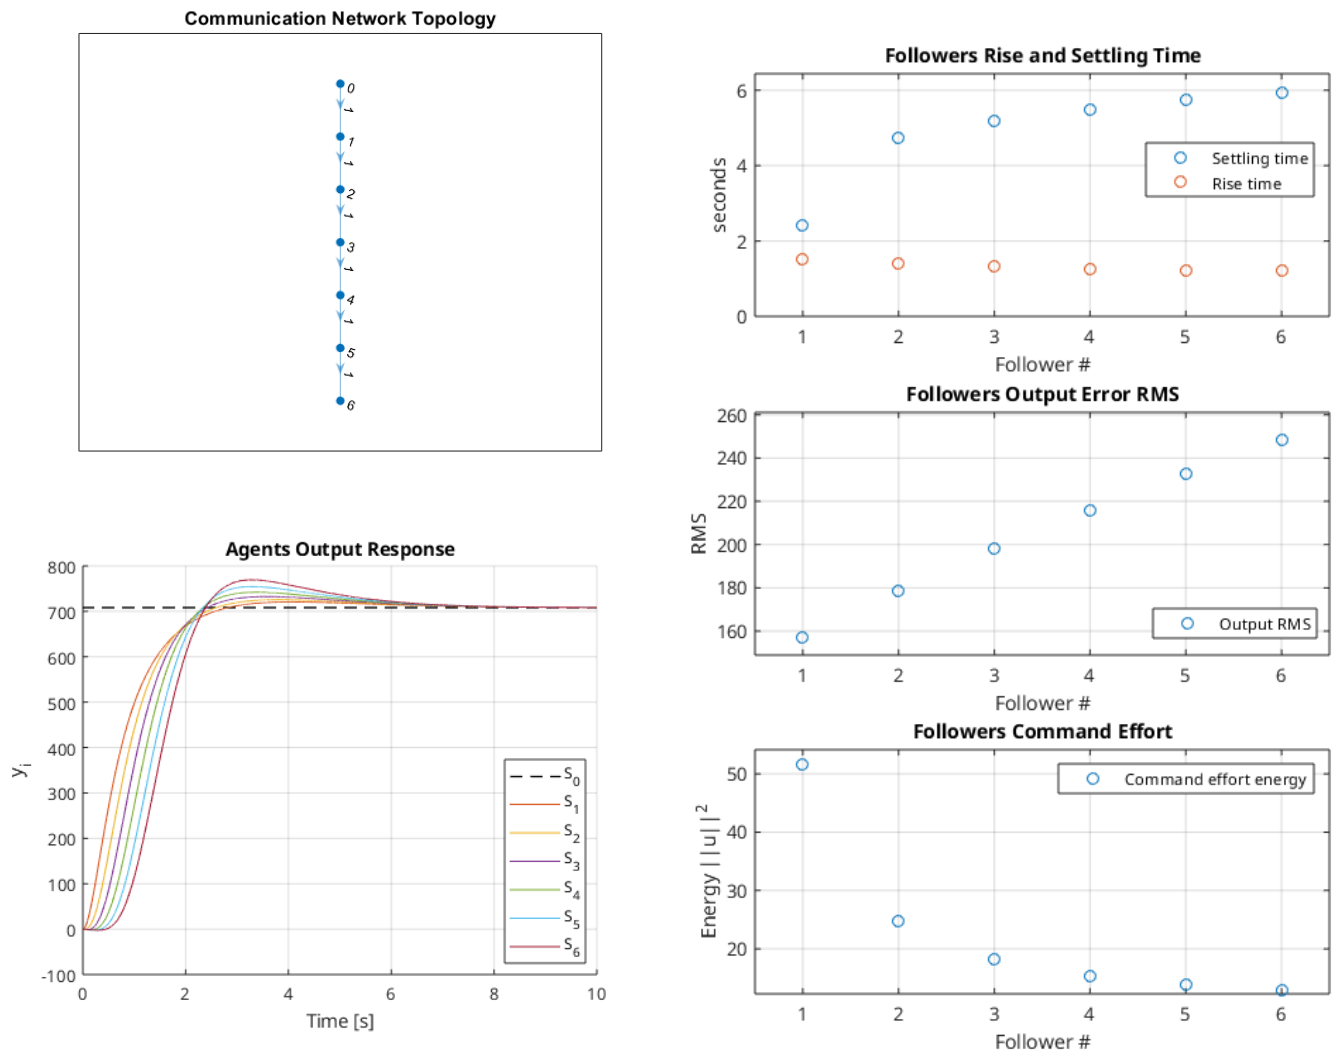 Communication Network Topology
0
1
1
1
2
1
3
1
4
1
5
1
6
Agents Output Response
800
700
600
500
400
300
200
100
0
-100
yi
S0
S1
S2
S3
S4
S5
S6
0 2 4 6 8 10
Time [s]
Followers Rise and Settling Time
6
4
2
0
seconds
Settling time
Rise time
1 2 3 4 5 6
Follower #
Followers Output Error RMS
260
240
220
200
180
160
RMS
Output RMS
1 2 3 4 5 6
Follower #
Followers Command Effort
50
40
30
20
Energy ||u||²
Command effort energy
1 2 3 4 5 6
Follower #